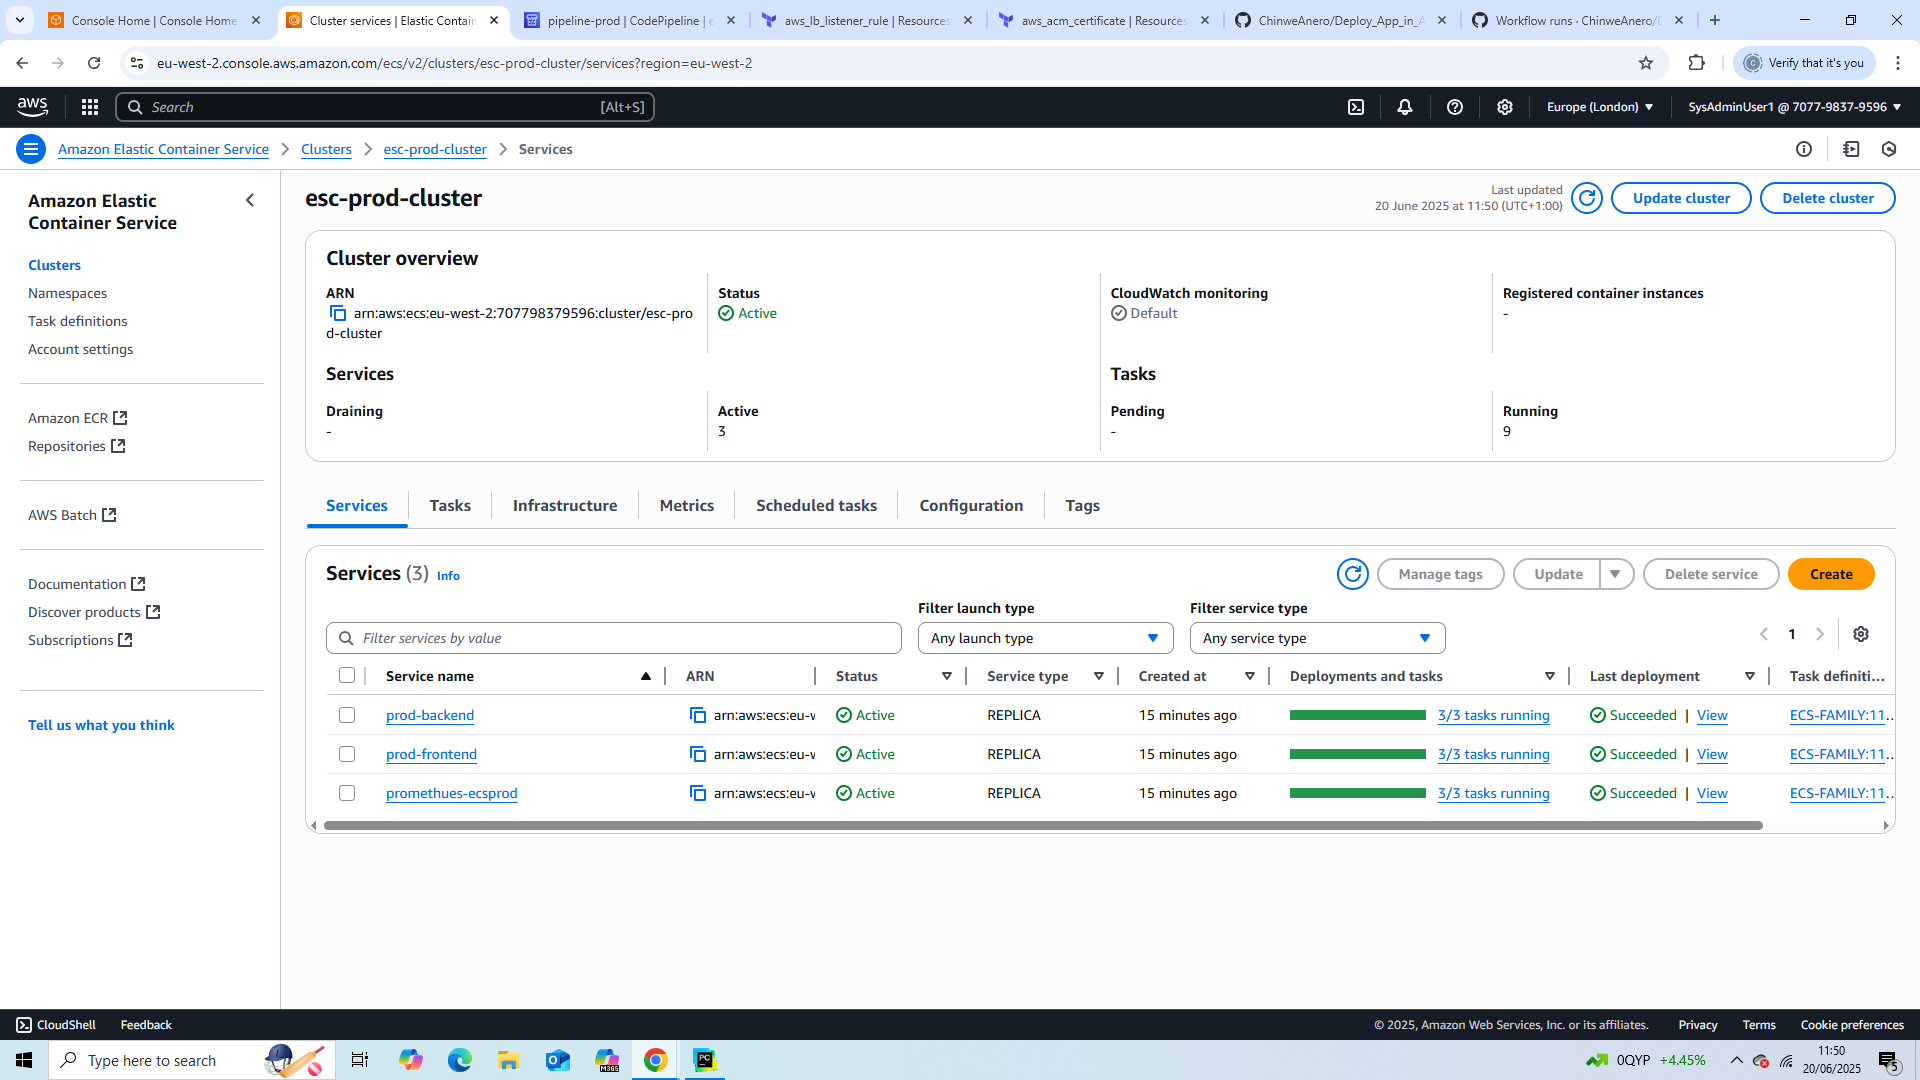 Console Home | Console Home
Cluster services | Elastic Contain
pipeline-prod | CodePipeline | e
aws_lb_listener_rule | Resources
aws_acm_certificate | Resources
ChinweAnero/Deploy_App_in_A
Workflow runs · ChinweAnero/D
eu-west-2.console.aws.amazon.com/ecs/v2/clusters/esc-prod-cluster/services?region=eu-west-2
Verify that it's you
aws
Search
[Alt+S]
Europe (London)
SysAdminUser1 @ 7077-9837-9596
Amazon Elastic Container Service
Clusters
esc-prod-cluster
Services
Amazon Elastic
Container Service
Clusters
Namespaces
Task definitions
Account settings
Amazon ECR
Repositories
AWS Batch
Documentation
Discover products
Subscriptions
Tell us what you think
esc-prod-cluster
Last updated
20 June 2025 at 11:50 (UTC+1:00)
Update cluster
Delete cluster
Cluster overview
ARN
arn:aws:ecs:eu-west-2:707798379596:cluster/esc-pro
d-cluster
Status
Active
CloudWatch monitoring
Default
Registered container instances
-
Services
Tasks
Draining
-
Active
3
Pending
-
Running
9
Services
Tasks
Infrastructure
Metrics
Scheduled tasks
Configuration
Tags
Services (3) Info
Manage tags
Update
Delete service
Create
Filter launch type
Filter service type
Filter services by value
Any launch type
Any service type
1
Service name ARN Status Service type Created at Deployments and tasks Last deployment Task definiti...
prod-backend arn:aws:ecs:eu-w Active REPLICA 15 minutes ago 3/3 tasks running Succeeded | View ECS-FAMILY:11...
prod-frontend arn:aws:ecs:eu-w Active REPLICA 15 minutes ago 3/3 tasks running Succeeded | View ECS-FAMILY:11...
promethues-ecsprod arn:aws:ecs:eu-w Active REPLICA 15 minutes ago 3/3 tasks running Succeeded | View ECS-FAMILY:11...
CloudShell
Feedback
© 2025, Amazon Web Services, Inc. or its affiliates.
Privacy
Terms
Cookie preferences
Type here to search
M365
PC
0QYP +4.45%
11:50
20/06/2025
5